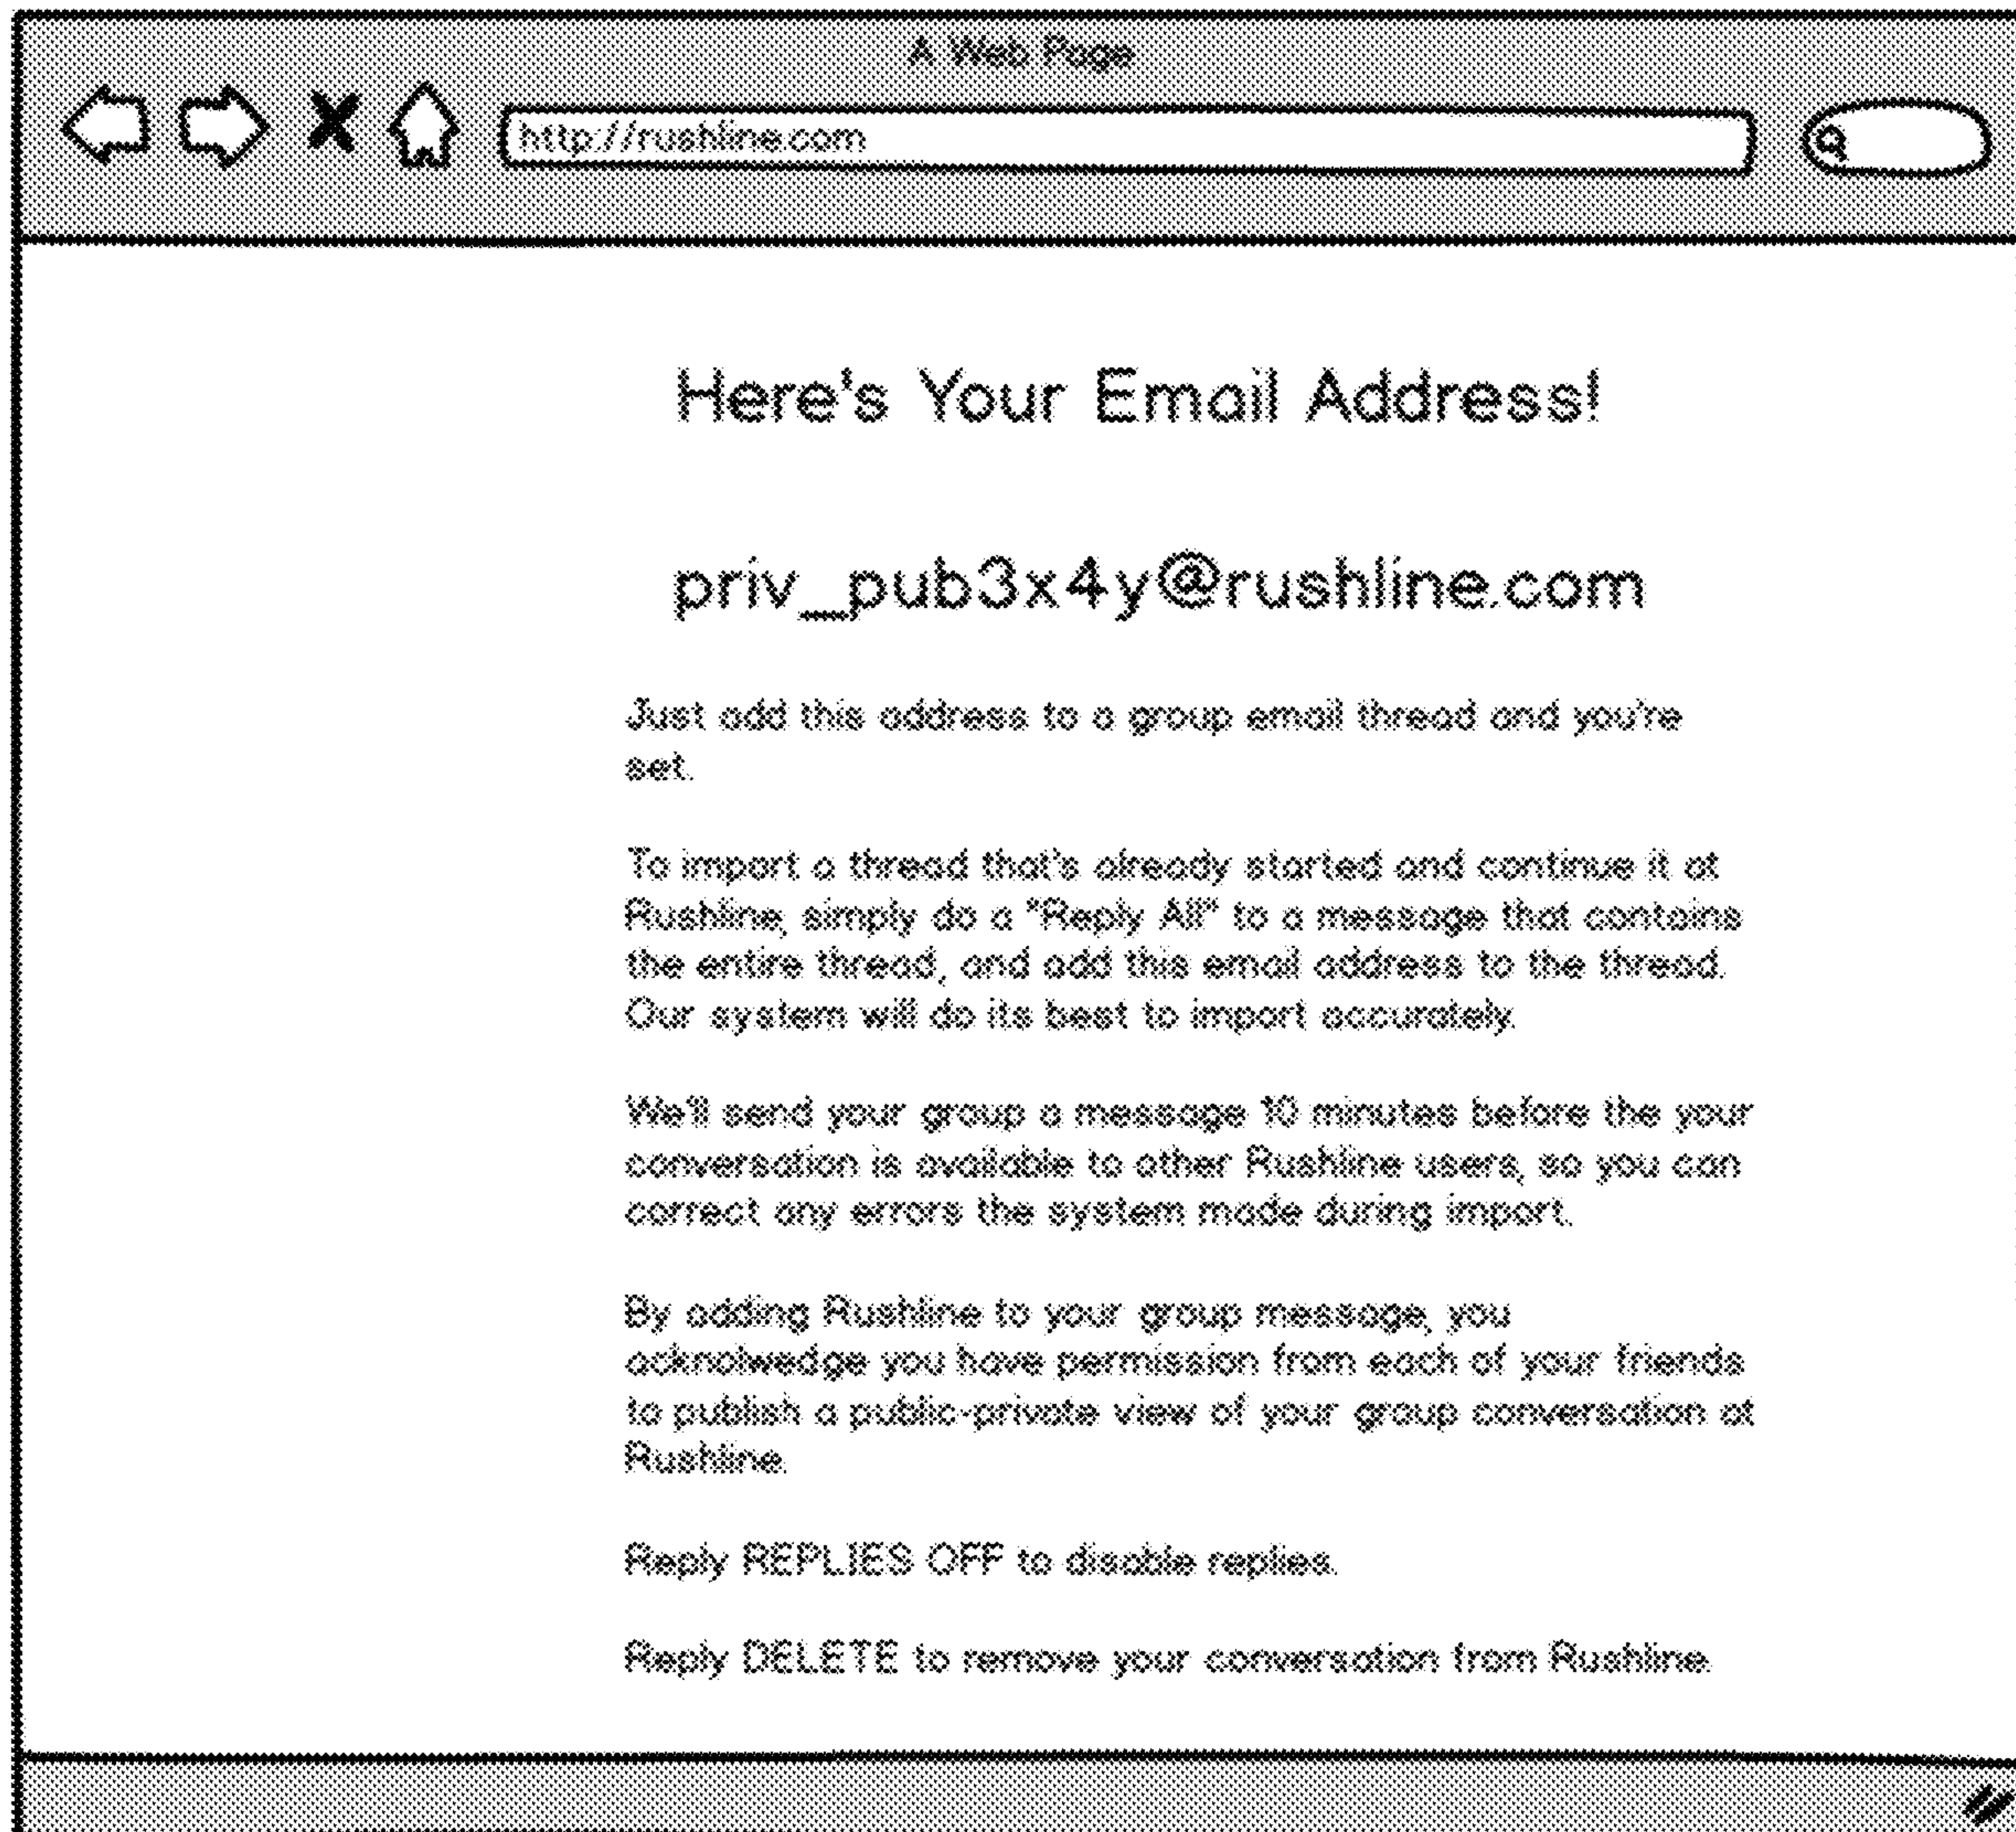 A Web Page
http://rushline.com
Here's Your Email Address!
priv_pub3x4y@rushline.com
Just add this address to a group email thread and you're
set.
To import a thread that's already started and continue it at
Rushline, simply do a "Reply All" to a message that contains
the entire thread, and add this email address to the thread.
Our system will do its best to import accurately.
We'll send your group a message 10 minutes before the your
conversation is available to other Rushline users, so you can
correct any errors the system made during import.
By adding Rushline to your group message, you
acknolwedge you have permission from each of your friends
to publish a public-private view of your group conversation at
Rushline.
Reply REPLIES OFF to disable replies.
Reply DELETE to remove your conversation from Rushline.